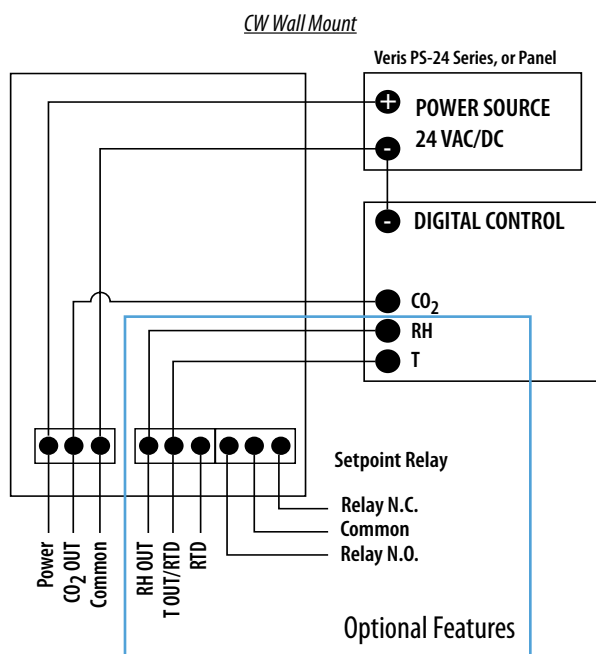 CW Wall Mount
Veris PS-24 Series, or Panel
+ POWER SOURCE
- 24 VAC/DC
- DIGITAL CONTROL
CO₂
RH
T
Setpoint Relay
Relay N.C.
Common
Relay N.O.
Power
CO₂ OUT
Common
RH OUT
T OUT/RTD
RTD
Optional Features